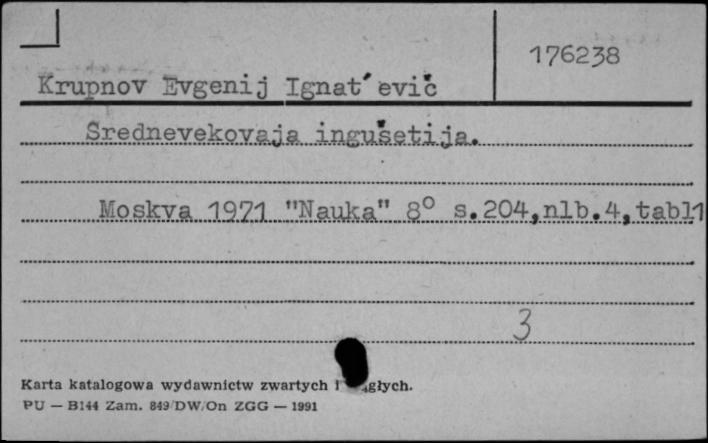 176238
Krupnov Evgenij Ignat´evič
Srednevekovaja ingušetija.
Moskva 1971 "Nauka" 8° s.204,nlb.4,tabl1
3
Karta katalogowa wydawnictw zwartych i
PU — B144 Zam. 849/DW/On ZGG — 1991